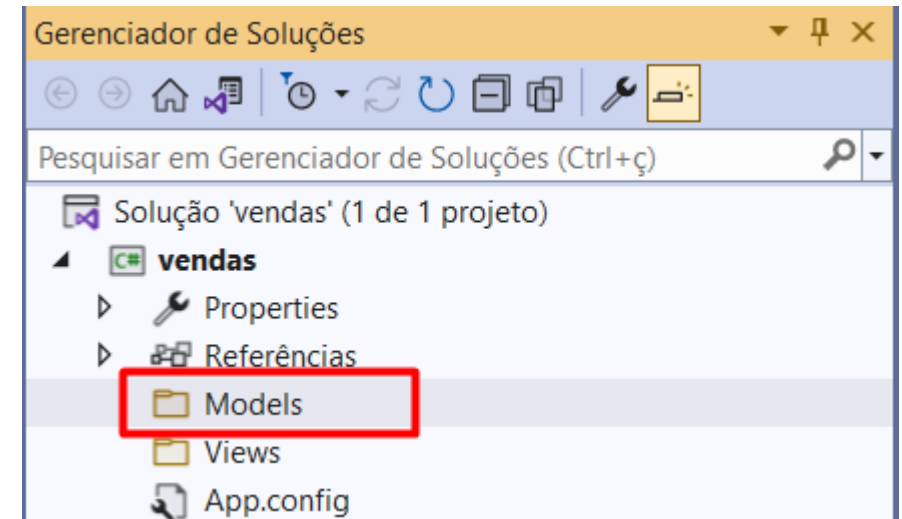 Gerenciador de Soluções
Pesquisar em Gerenciador de Soluções (Ctrl+ç)
Solução 'vendas' (1 de 1 projeto)
C# vendas
Properties
Referências
Models
Views
App.config